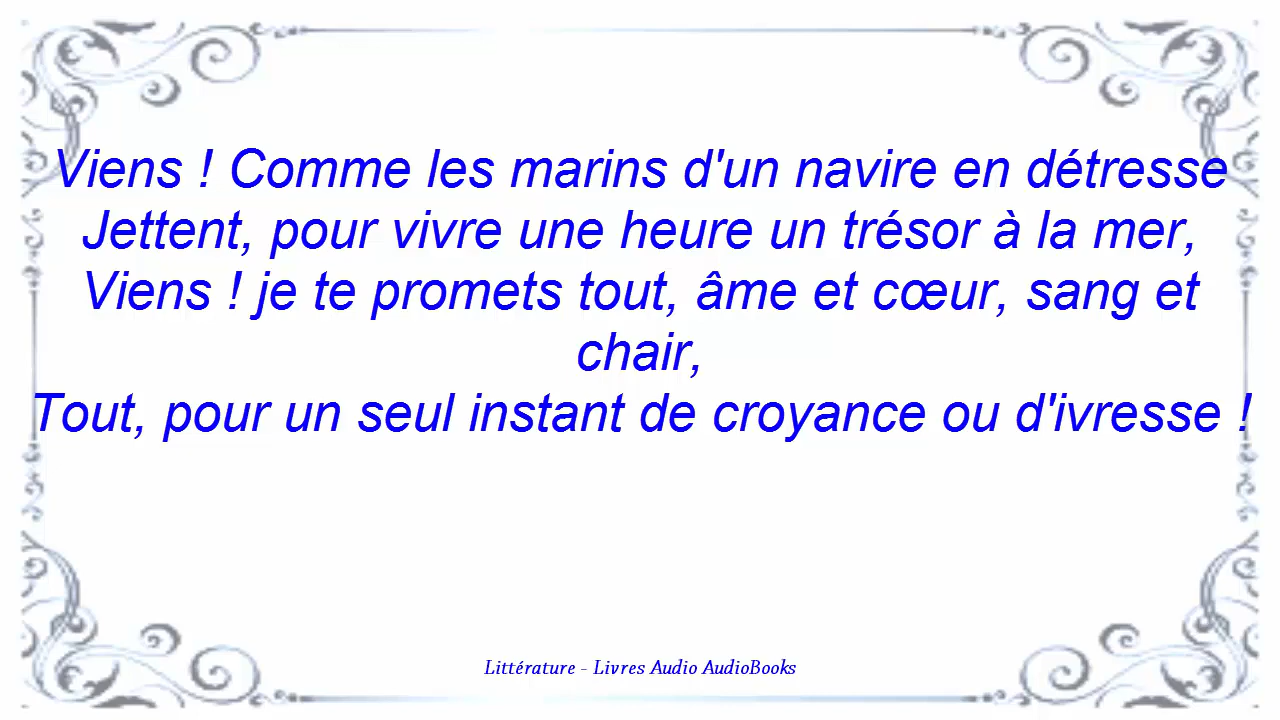 Viens ! Comme les marins d'un navire en détresse
Jettent, pour vivre une heure un trésor à la mer,
Viens ! je te promets tout, âme et cœur, sang et
chair,
Tout, pour un seul instant de croyance ou d'ivresse !
Littérature - Livres Audio AudioBooks